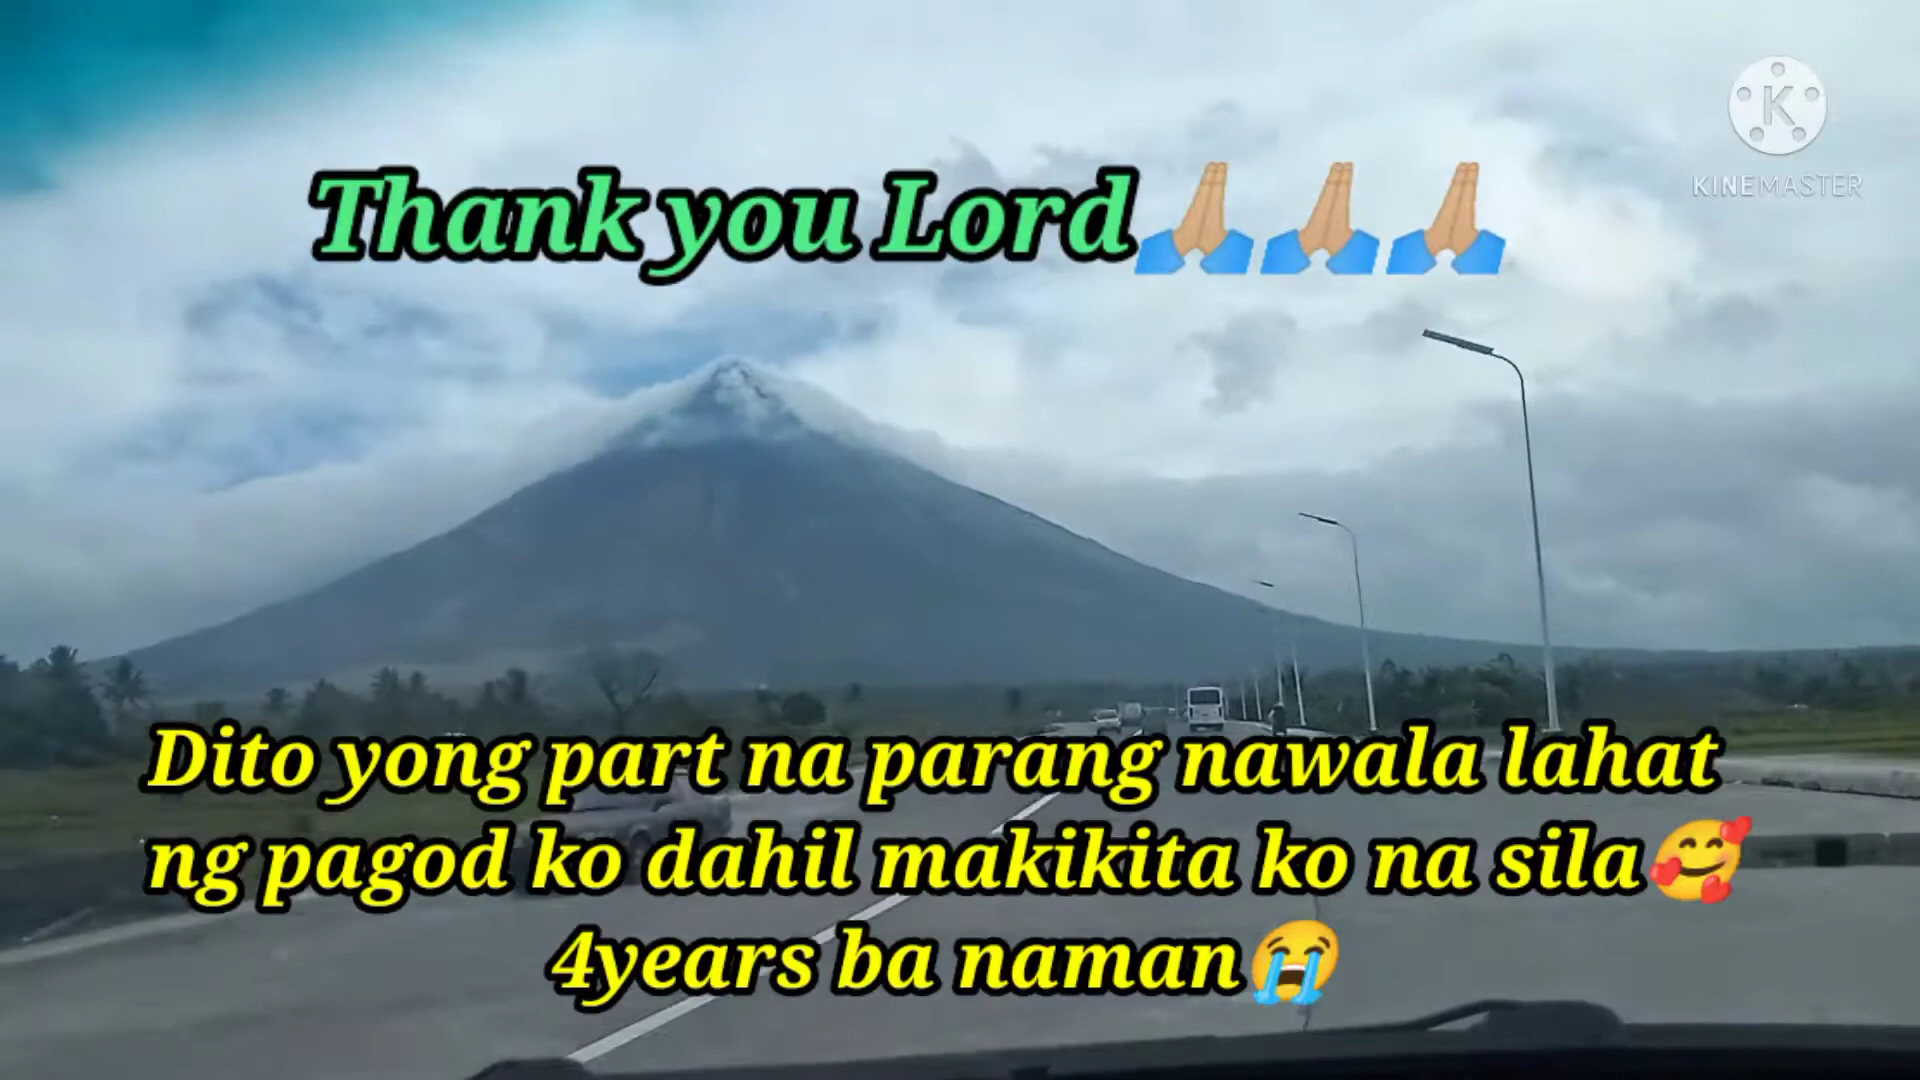 Thank you Lord🙏🏼🙏🏼🙏🏼
KINEMASTER
Dito yong part na parang nawala lahat
ng pagod ko dahil makikita ko na sila🥰
4years ba naman😭